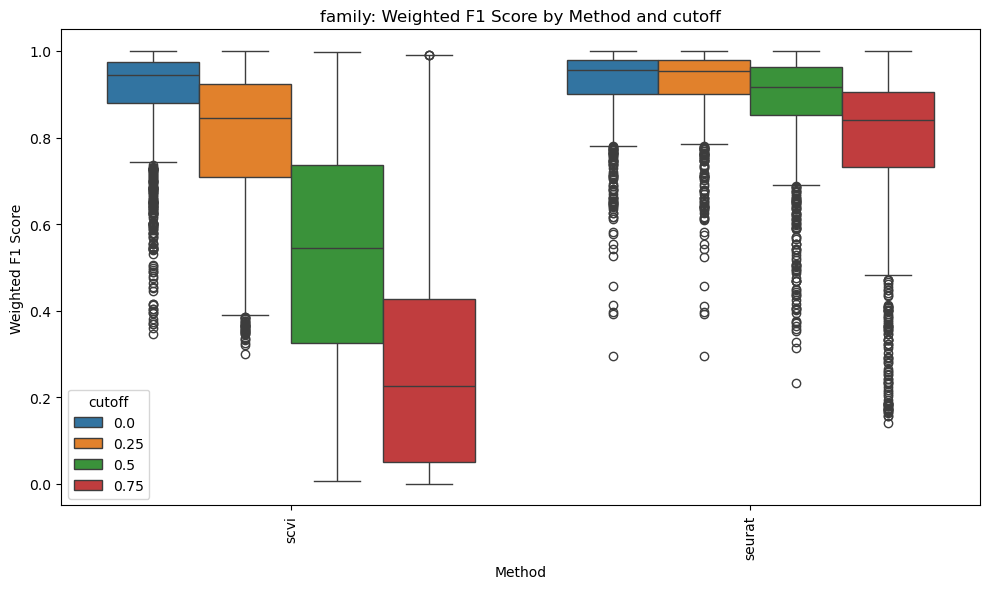 family: Weighted F1 Score by Method and cutoff
Weighted F1 Score
1.0
0.8
0.6
0.4
0.2
0.0
cutoff
0.0
0.25
0.5
0.75
scvi
seurat
Method